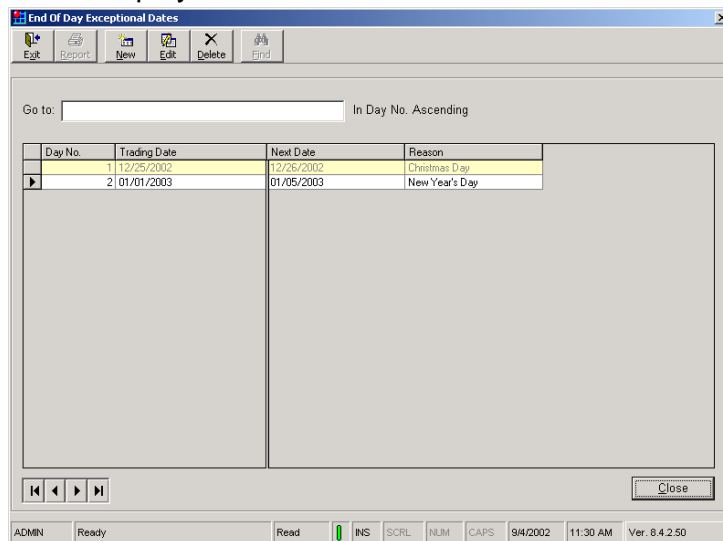 End Of Day Exceptional Dates
Exit Report New Edit Delete Find
Go to: In Day No. Ascending
Day No. Trading Date Next Date Reason
1 12/25/2002 12/26/2002 Christmas Day
2 01/01/2003 01/05/2003 New Year's Day
Close
ADMIN Ready Read INS SCRL NUM CAPS 9/4/2002 11:30 AM Ver. 8.4.2.50